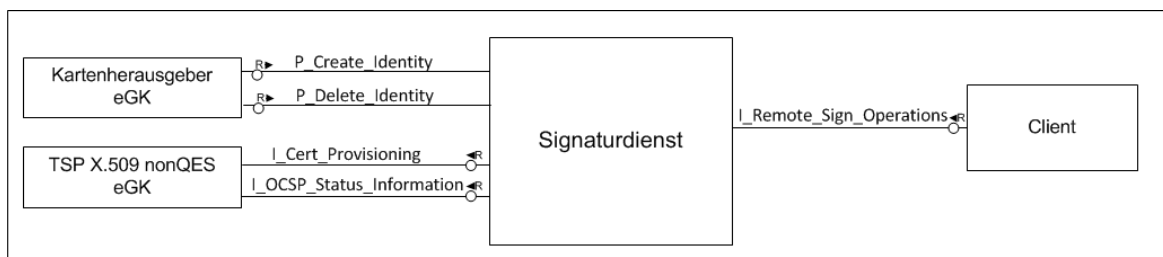 Kartenherausgeber
eGK
R
P_Create_Identity
R
P_Delete_Identity
TSP X.509 nonQES
eGK
I_Cert_Provisioning
R
I_OCSP_Status_Information
R
Signaturdienst
I_Remote_Sign_Operations
R
Client